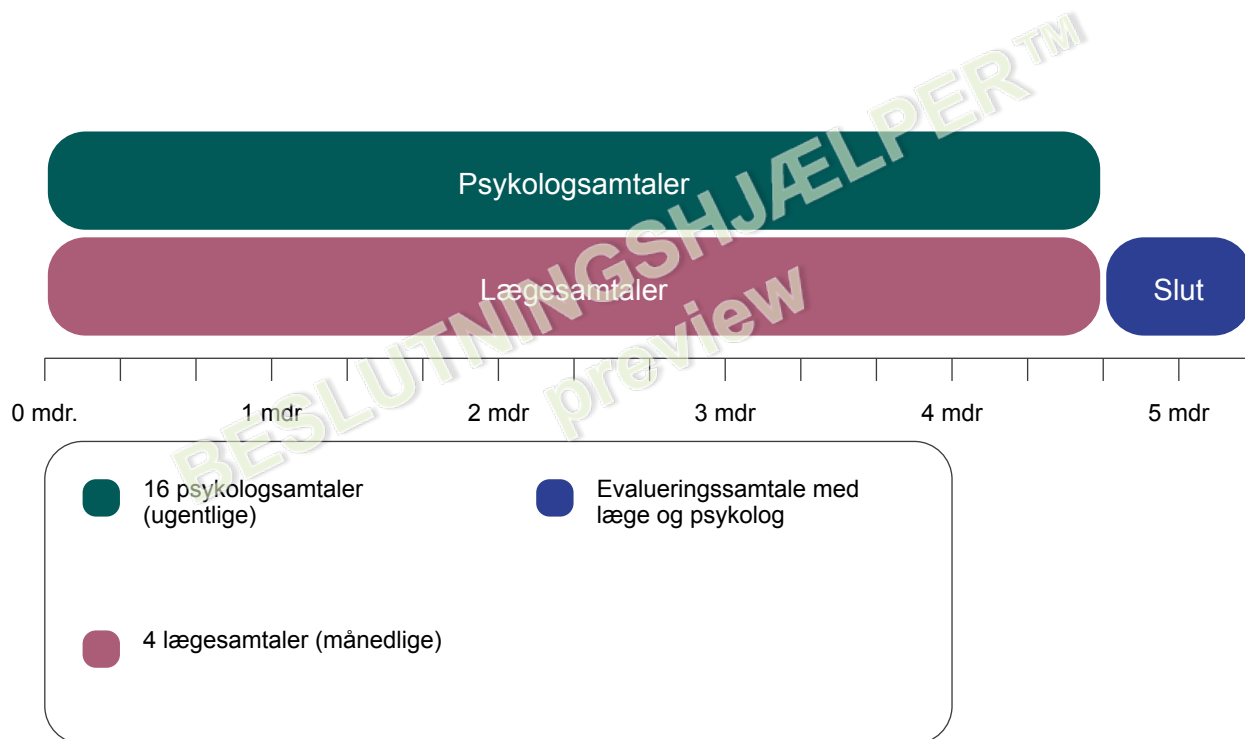 BESLUTNINGSHJÆLPER™
preview
Psykologsamtaler
Lægesamtaler
Slut
0 mdr.
1 mdr
2 mdr
3 mdr
4 mdr
5 mdr
16 psykologsamtaler
(ugentlige)
Evalueringssamtale med
læge og psykolog
4 lægesamtaler (månedlige)